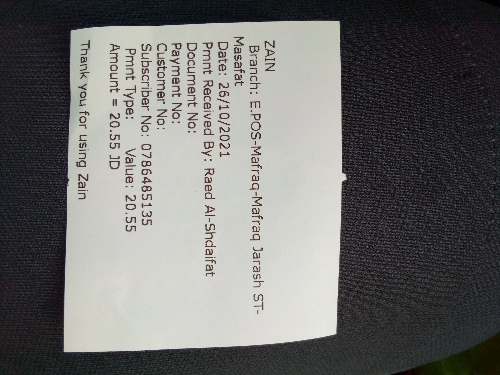 ZAIN
Branch: E.POS-Mafraq-Mafraq Jarash ST-
Masafat
Date: 26/10/2021
Pmnt Received By: Raed Al-Shdaifat
Document No:
Payment No:
Customer No:
Subscriber No: 0786485135
Pmnt Type: Value: 20.55
Amount = 20.55 JD
Thank you for using Zain